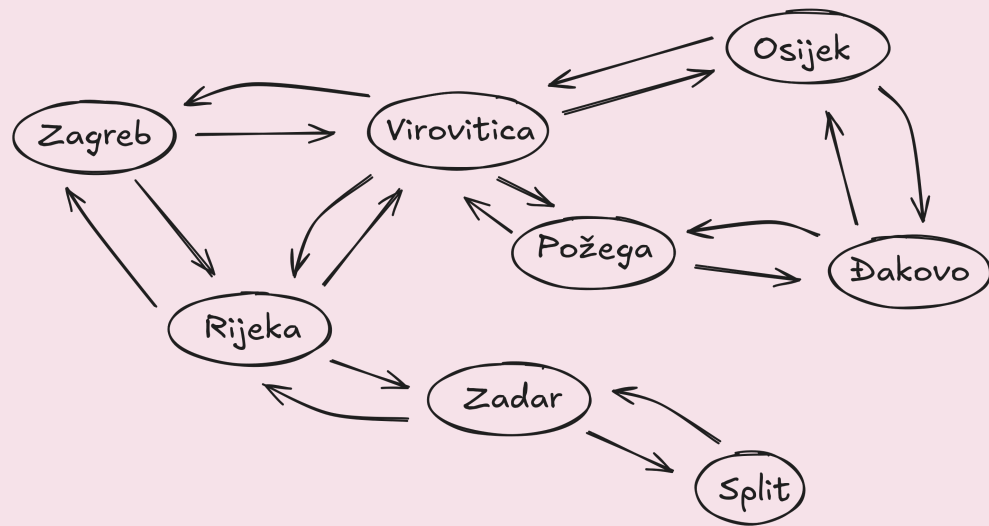 Osijek
Zagreb
Virovitica
Požega
Đakovo
Rijeka
Zadar
Split